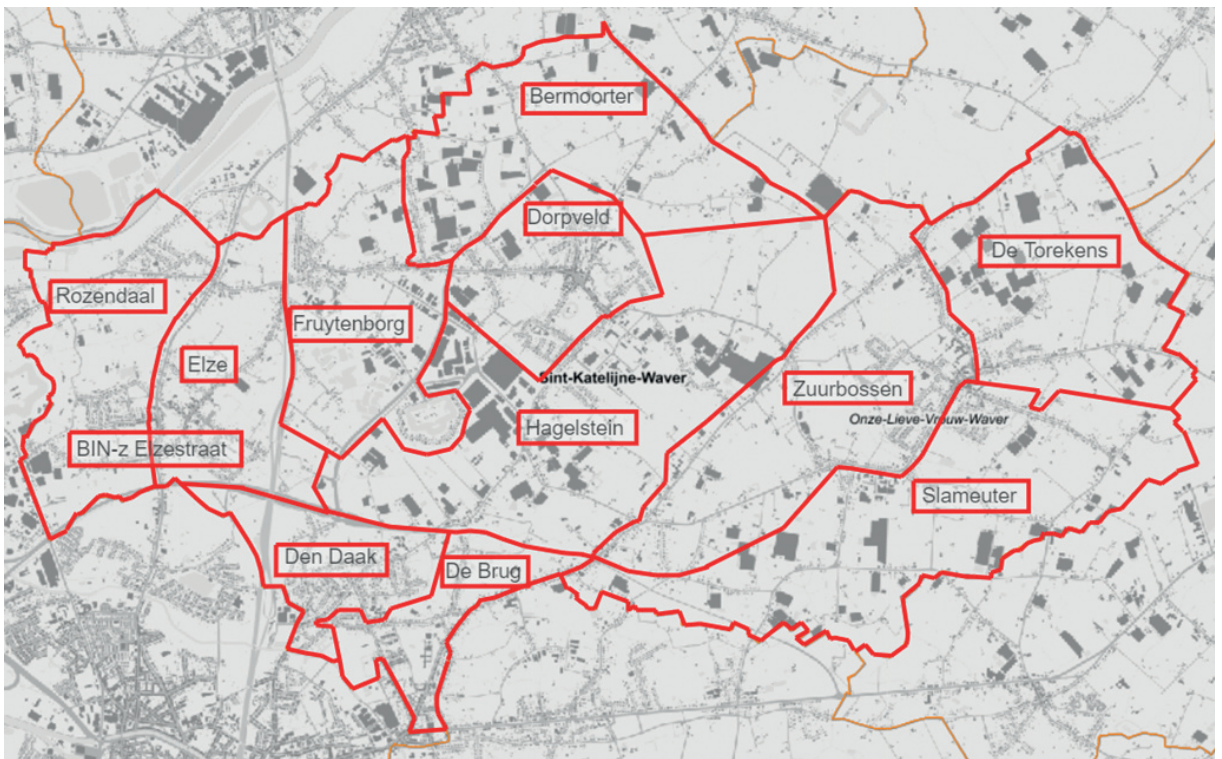 Bermoorter
Dorpveld
De Torekens
Rozendaal
Fruytenborg
Elze
Sint-Katelijne-Waver
Zuurbossen
Onze-Lieve-Vrouw-Waver
Hagelstein
BIN-z Elzestraat
Slameuter
Den Daak
De Brug